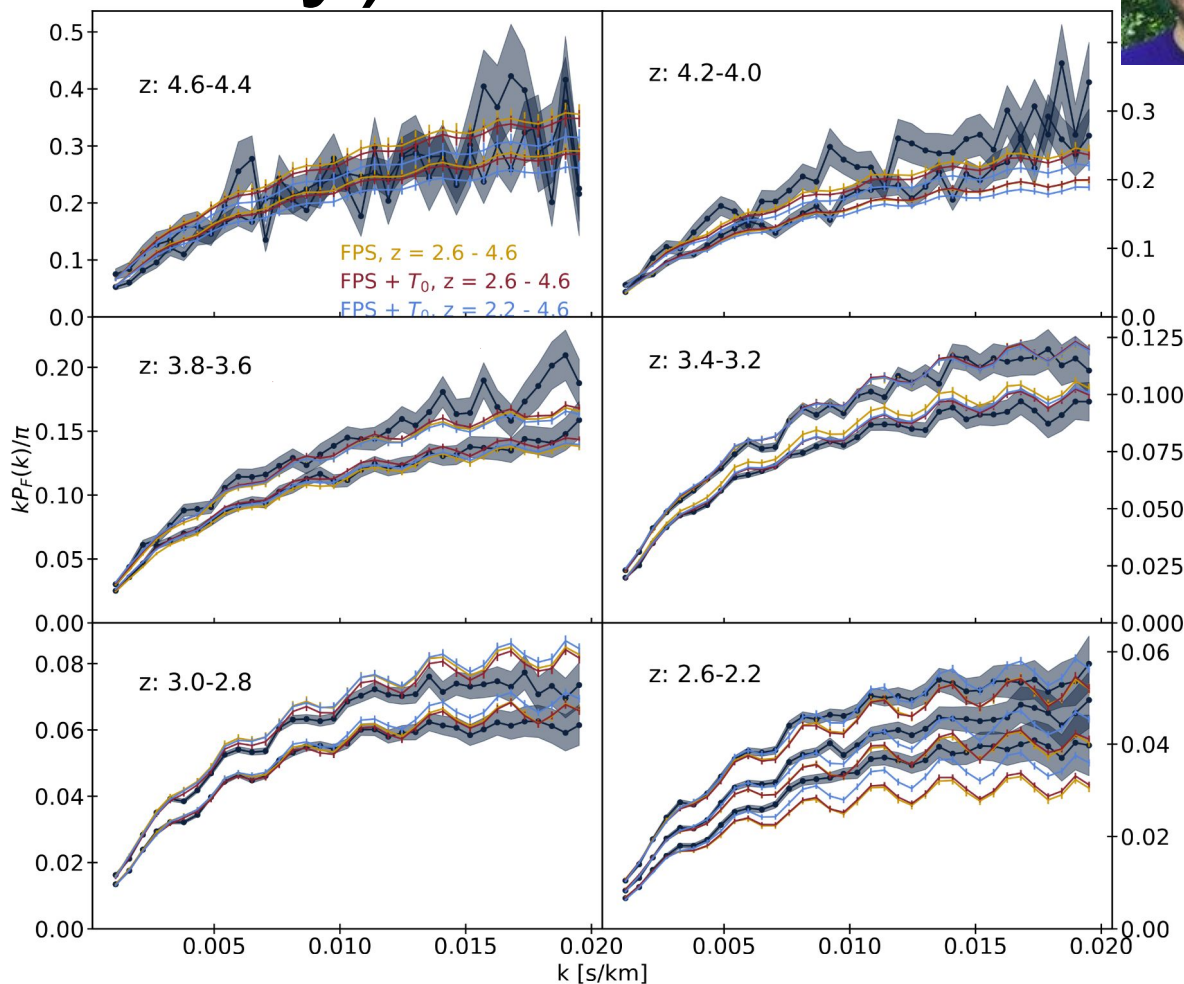 0.5
0.4
0.3
0.2
0.1
0.0
z: 4.6-4.4
FPS, z = 2.6 - 4.6
FPS + T₀, z = 2.6 - 4.6
FPS + T₀, z = 2.2 - 4.6
z: 4.2-4.0
0.3
0.2
0.1
0.0
0.20
0.15
0.10
0.05
0.00
z: 3.8-3.6
z: 3.4-3.2
0.125
0.100
0.075
0.050
0.025
0.000
kP_F(k)/π
0.08
0.06
0.04
0.02
0.00
z: 3.0-2.8
z: 2.6-2.2
0.06
0.04
0.02
0.0
0.005 0.010 0.015 0.020 0.005 0.010 0.015 0.020
k [s/km]